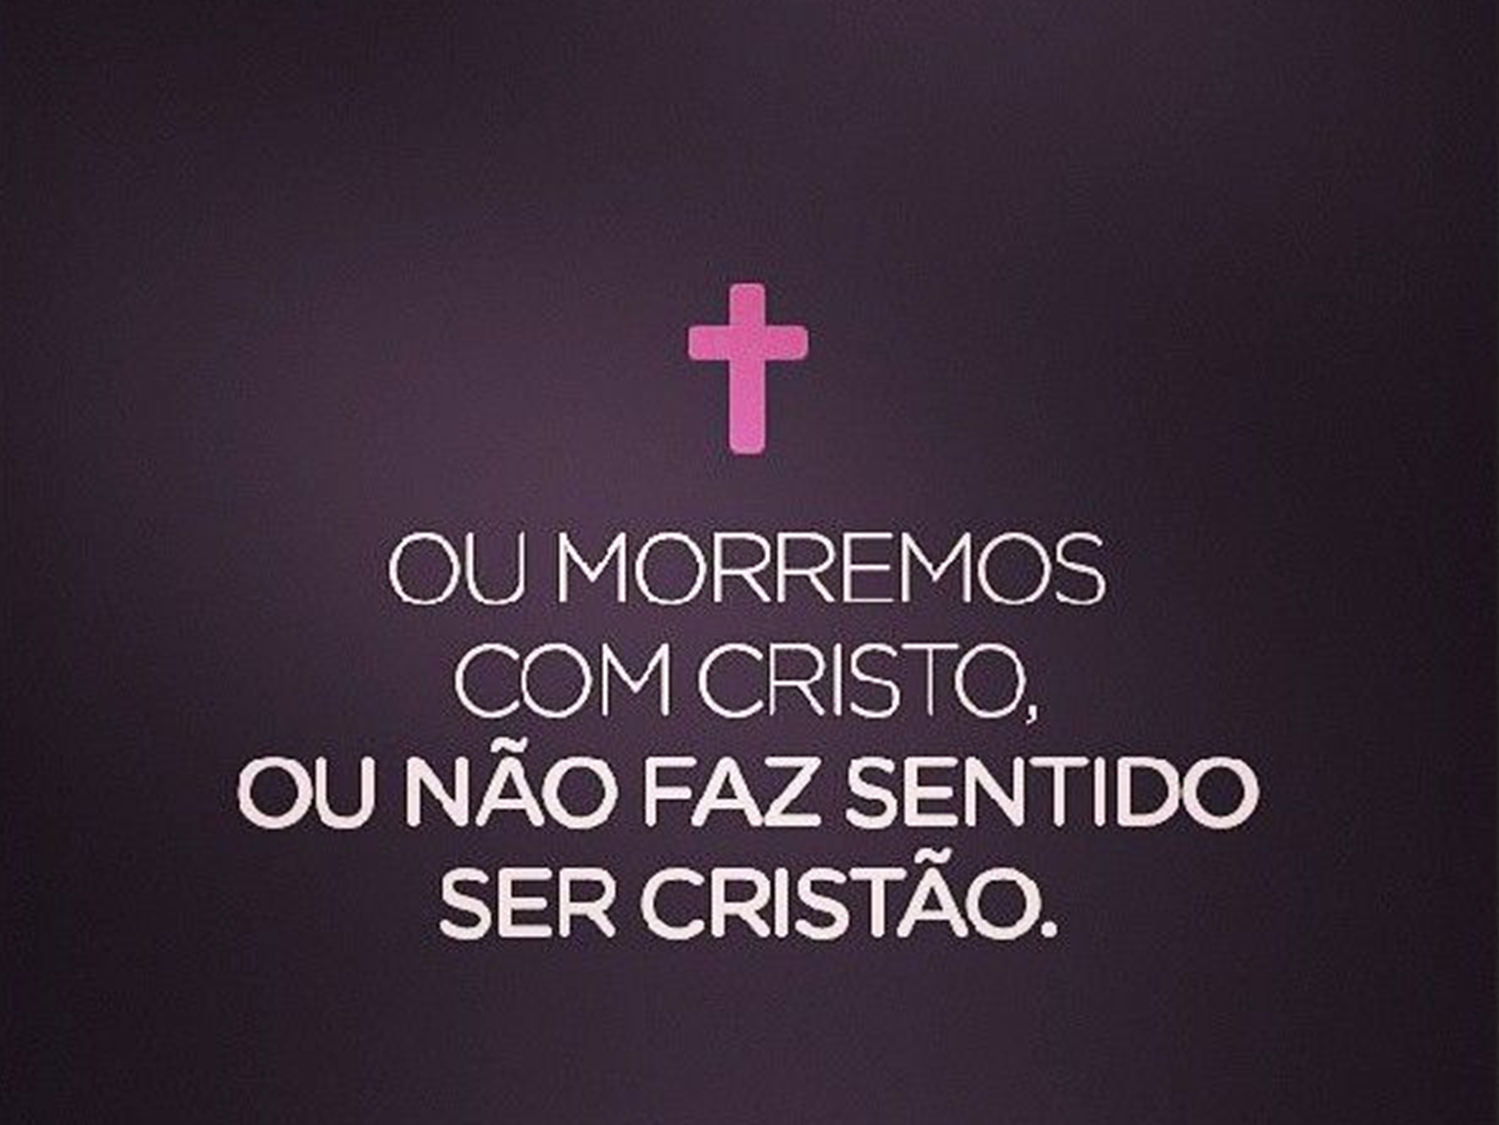 OU MORREMOS
COM CRISTO,
OU NÃO FAZ SENTIDO
SER CRISTÃO.